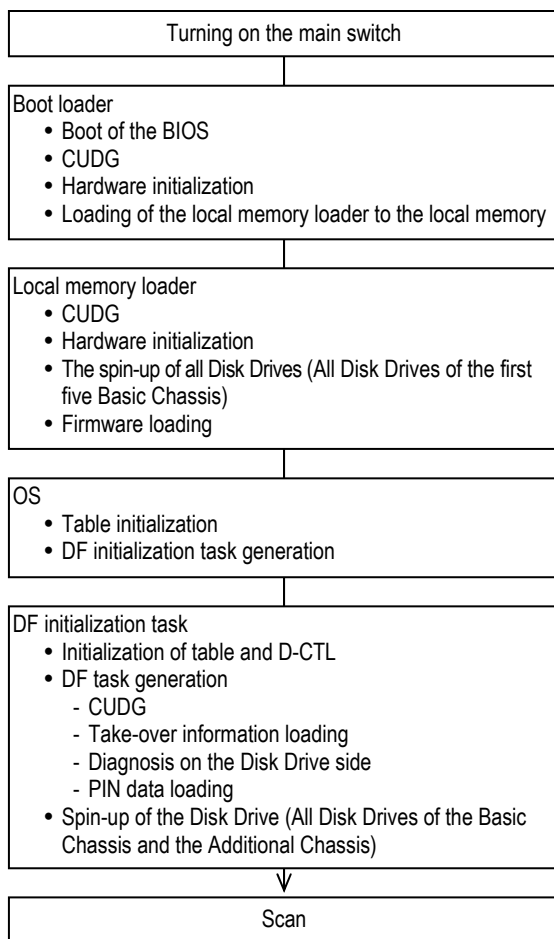 Turning on the main switch
Boot loader
• Boot of the BIOS
• CUDG
• Hardware initialization
• Loading of the local memory loader to the local memory
Local memory loader
• CUDG
• Hardware initialization
• The spin-up of all Disk Drives (All Disk Drives of the first
five Basic Chassis)
• Firmware loading
OS
• Table initialization
• DF initialization task generation
DF initialization task
• Initialization of table and D-CTL
• DF task generation
- CUDG
- Take-over information loading
- Diagnosis on the Disk Drive side
- PIN data loading
• Spin-up of the Disk Drive (All Disk Drives of the Basic
Chassis and the Additional Chassis)
Scan